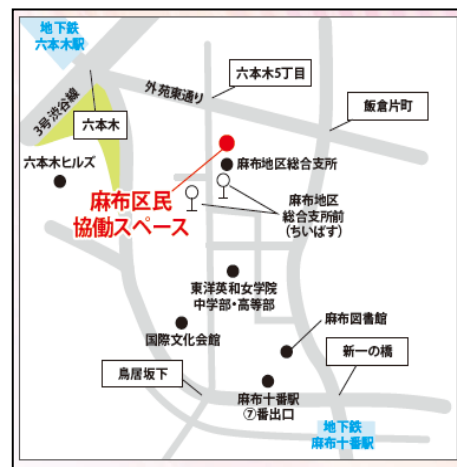 地下鉄
六本木駅
六本木5丁目
外苑東通り
3号渋谷線
六本木
飯倉片町
六本木ヒルズ
麻布地区総合支所
麻布区民
協働スペース
麻布地区
総合支所前
(ちぃばす)
東洋英和女学院
中学部・高等部
麻布図書館
国際文化会館
新一の橋
鳥居坂下
麻布十番駅
⑦番出口
地下鉄
麻布十番駅